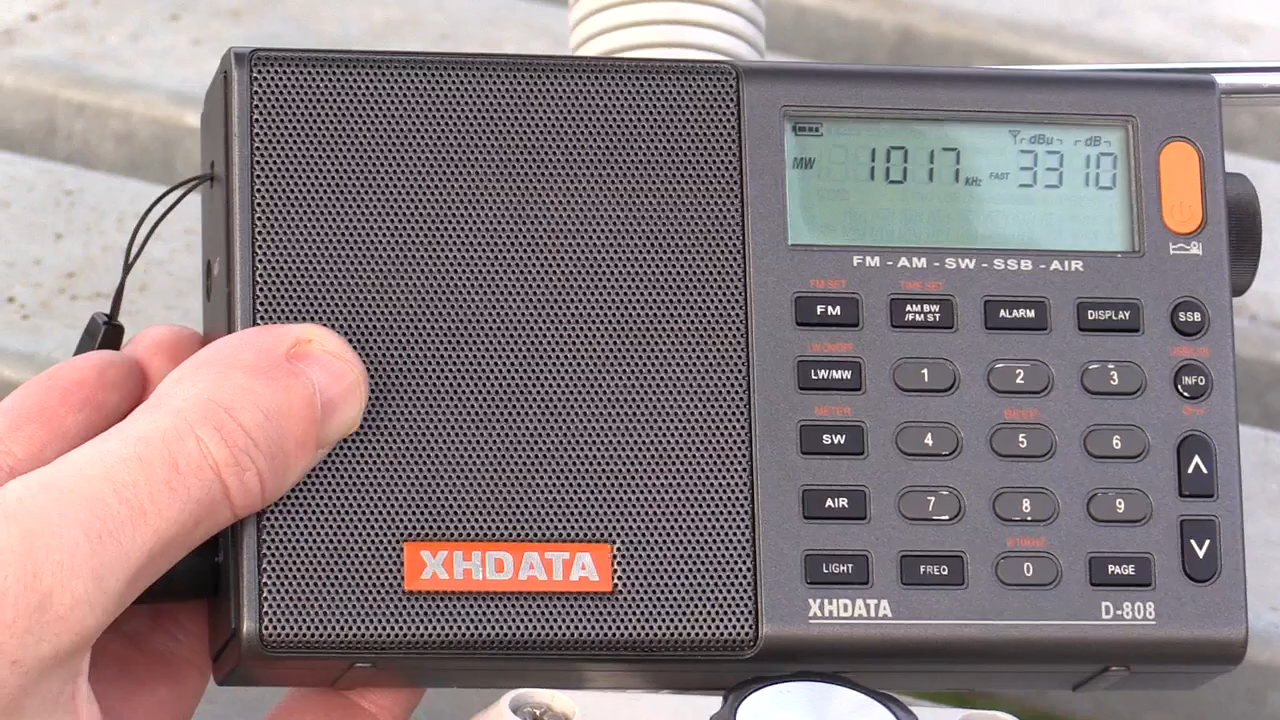 dBu dB
MW 1017 kHz FAST 33 10
FM - AM - SW - SSB - AIR
FM SET TIME SET
FM AM BW /FM ST ALARM DISPLAY SSB
LW/MW 1 2 3 INFO
METER BEEP
SW 4 5 6
AIR 7 8 9
LIGHT FREQ 0 PAGE
XHDATA
XHDATA D-808